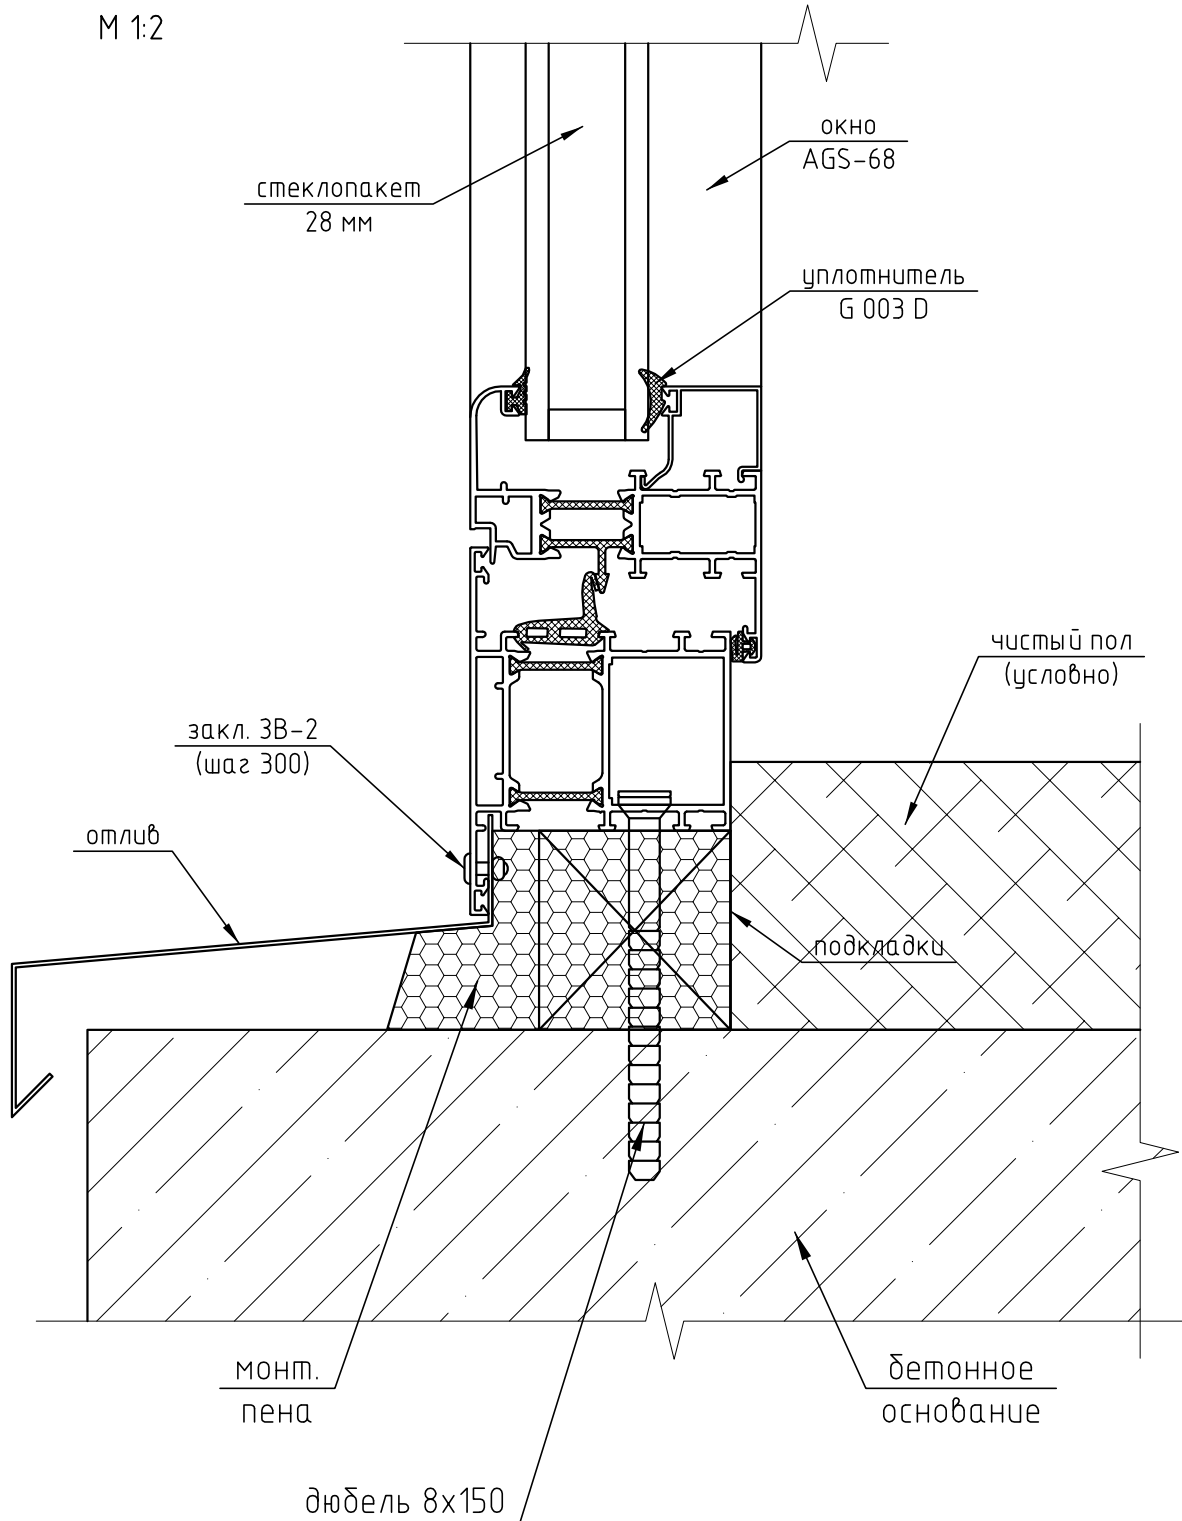 М 1:2
окно
AGS-68
стеклопакет
28 мм
уплотнитель
G 003 D
чистый пол
(условно)
закл. ЗВ-2
(шаг 300)
отлив
подкладки
монт.
пена
бетонное
основание
дюбель 8х150